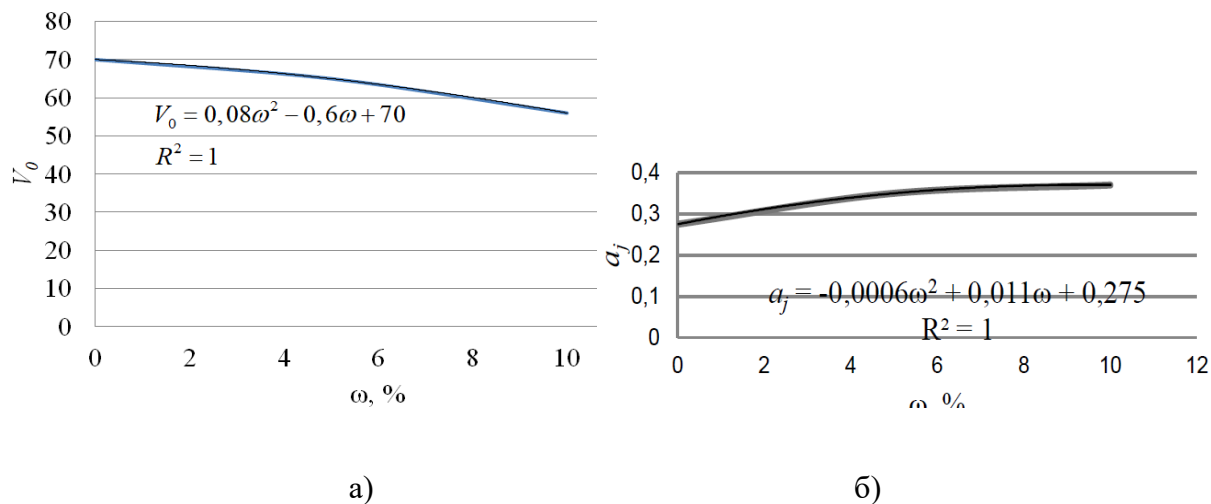 80
70
60
50
40
30
20
10
0
V₀
V₀ = 0,08ω² − 0,6ω + 70
R² = 1
0 2 4 6 8 10
ω, %
а)
0,4
0,3
0,2
0,1
0
aⱼ
aⱼ = -0,0006ω² + 0,011ω + 0,275
R² = 1
0 2 4 6 8 10 12
ω, %
б)